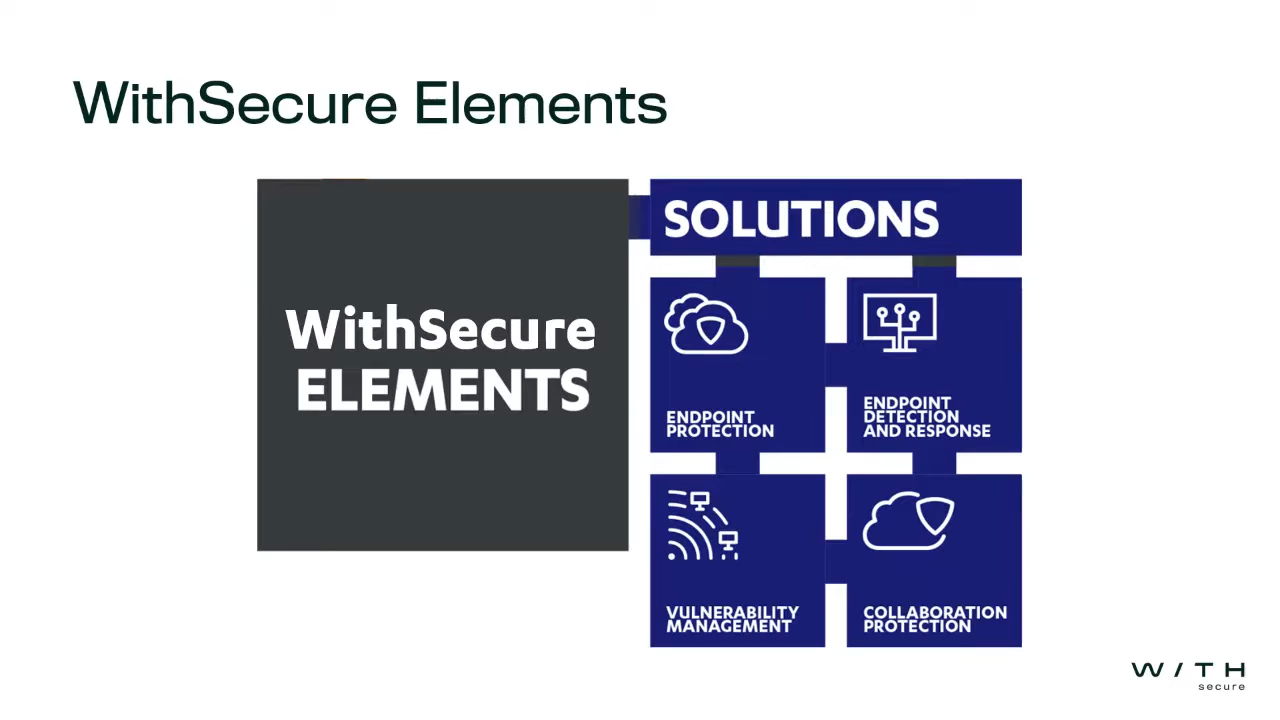 WithSecure Elements
WithSecure
ELEMENTS
SOLUTIONS
ENDPOINT
PROTECTION
ENDPOINT
DETECTION
AND RESPONSE
VULNERABILITY
MANAGEMENT
COLLABORATION
PROTECTION
W/TH
secure